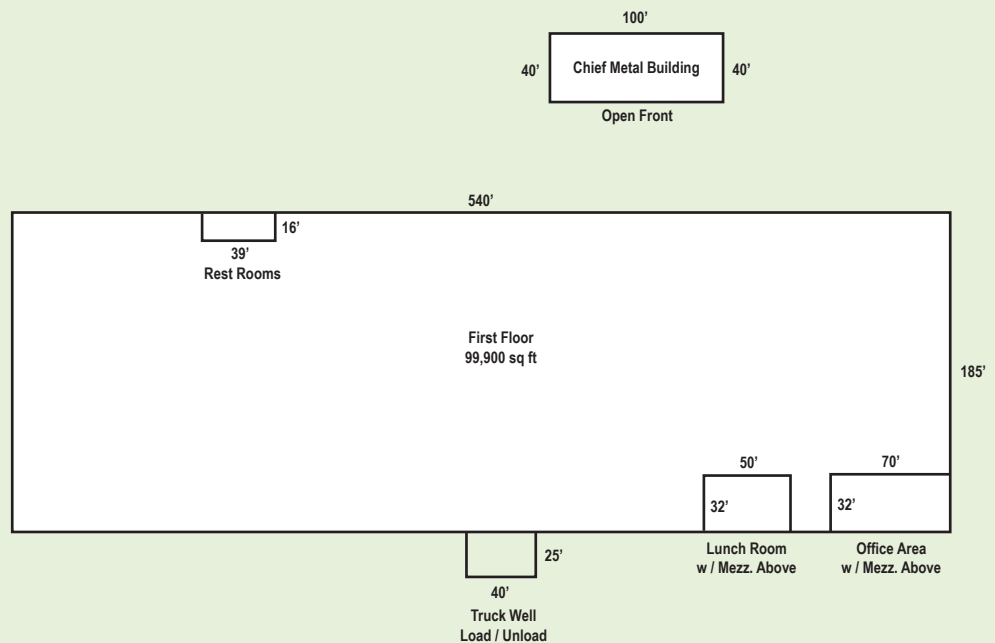 100’
40’
Chief Metal Building
40’
Open Front
540’
16’
39’
Rest Rooms
First Floor
99,900 sq ft
185’
50’
70’
32’
32’
25’
Lunch Room
w / Mezz. Above
Office Area
w / Mezz. Above
40’
Truck Well
Load / Unload